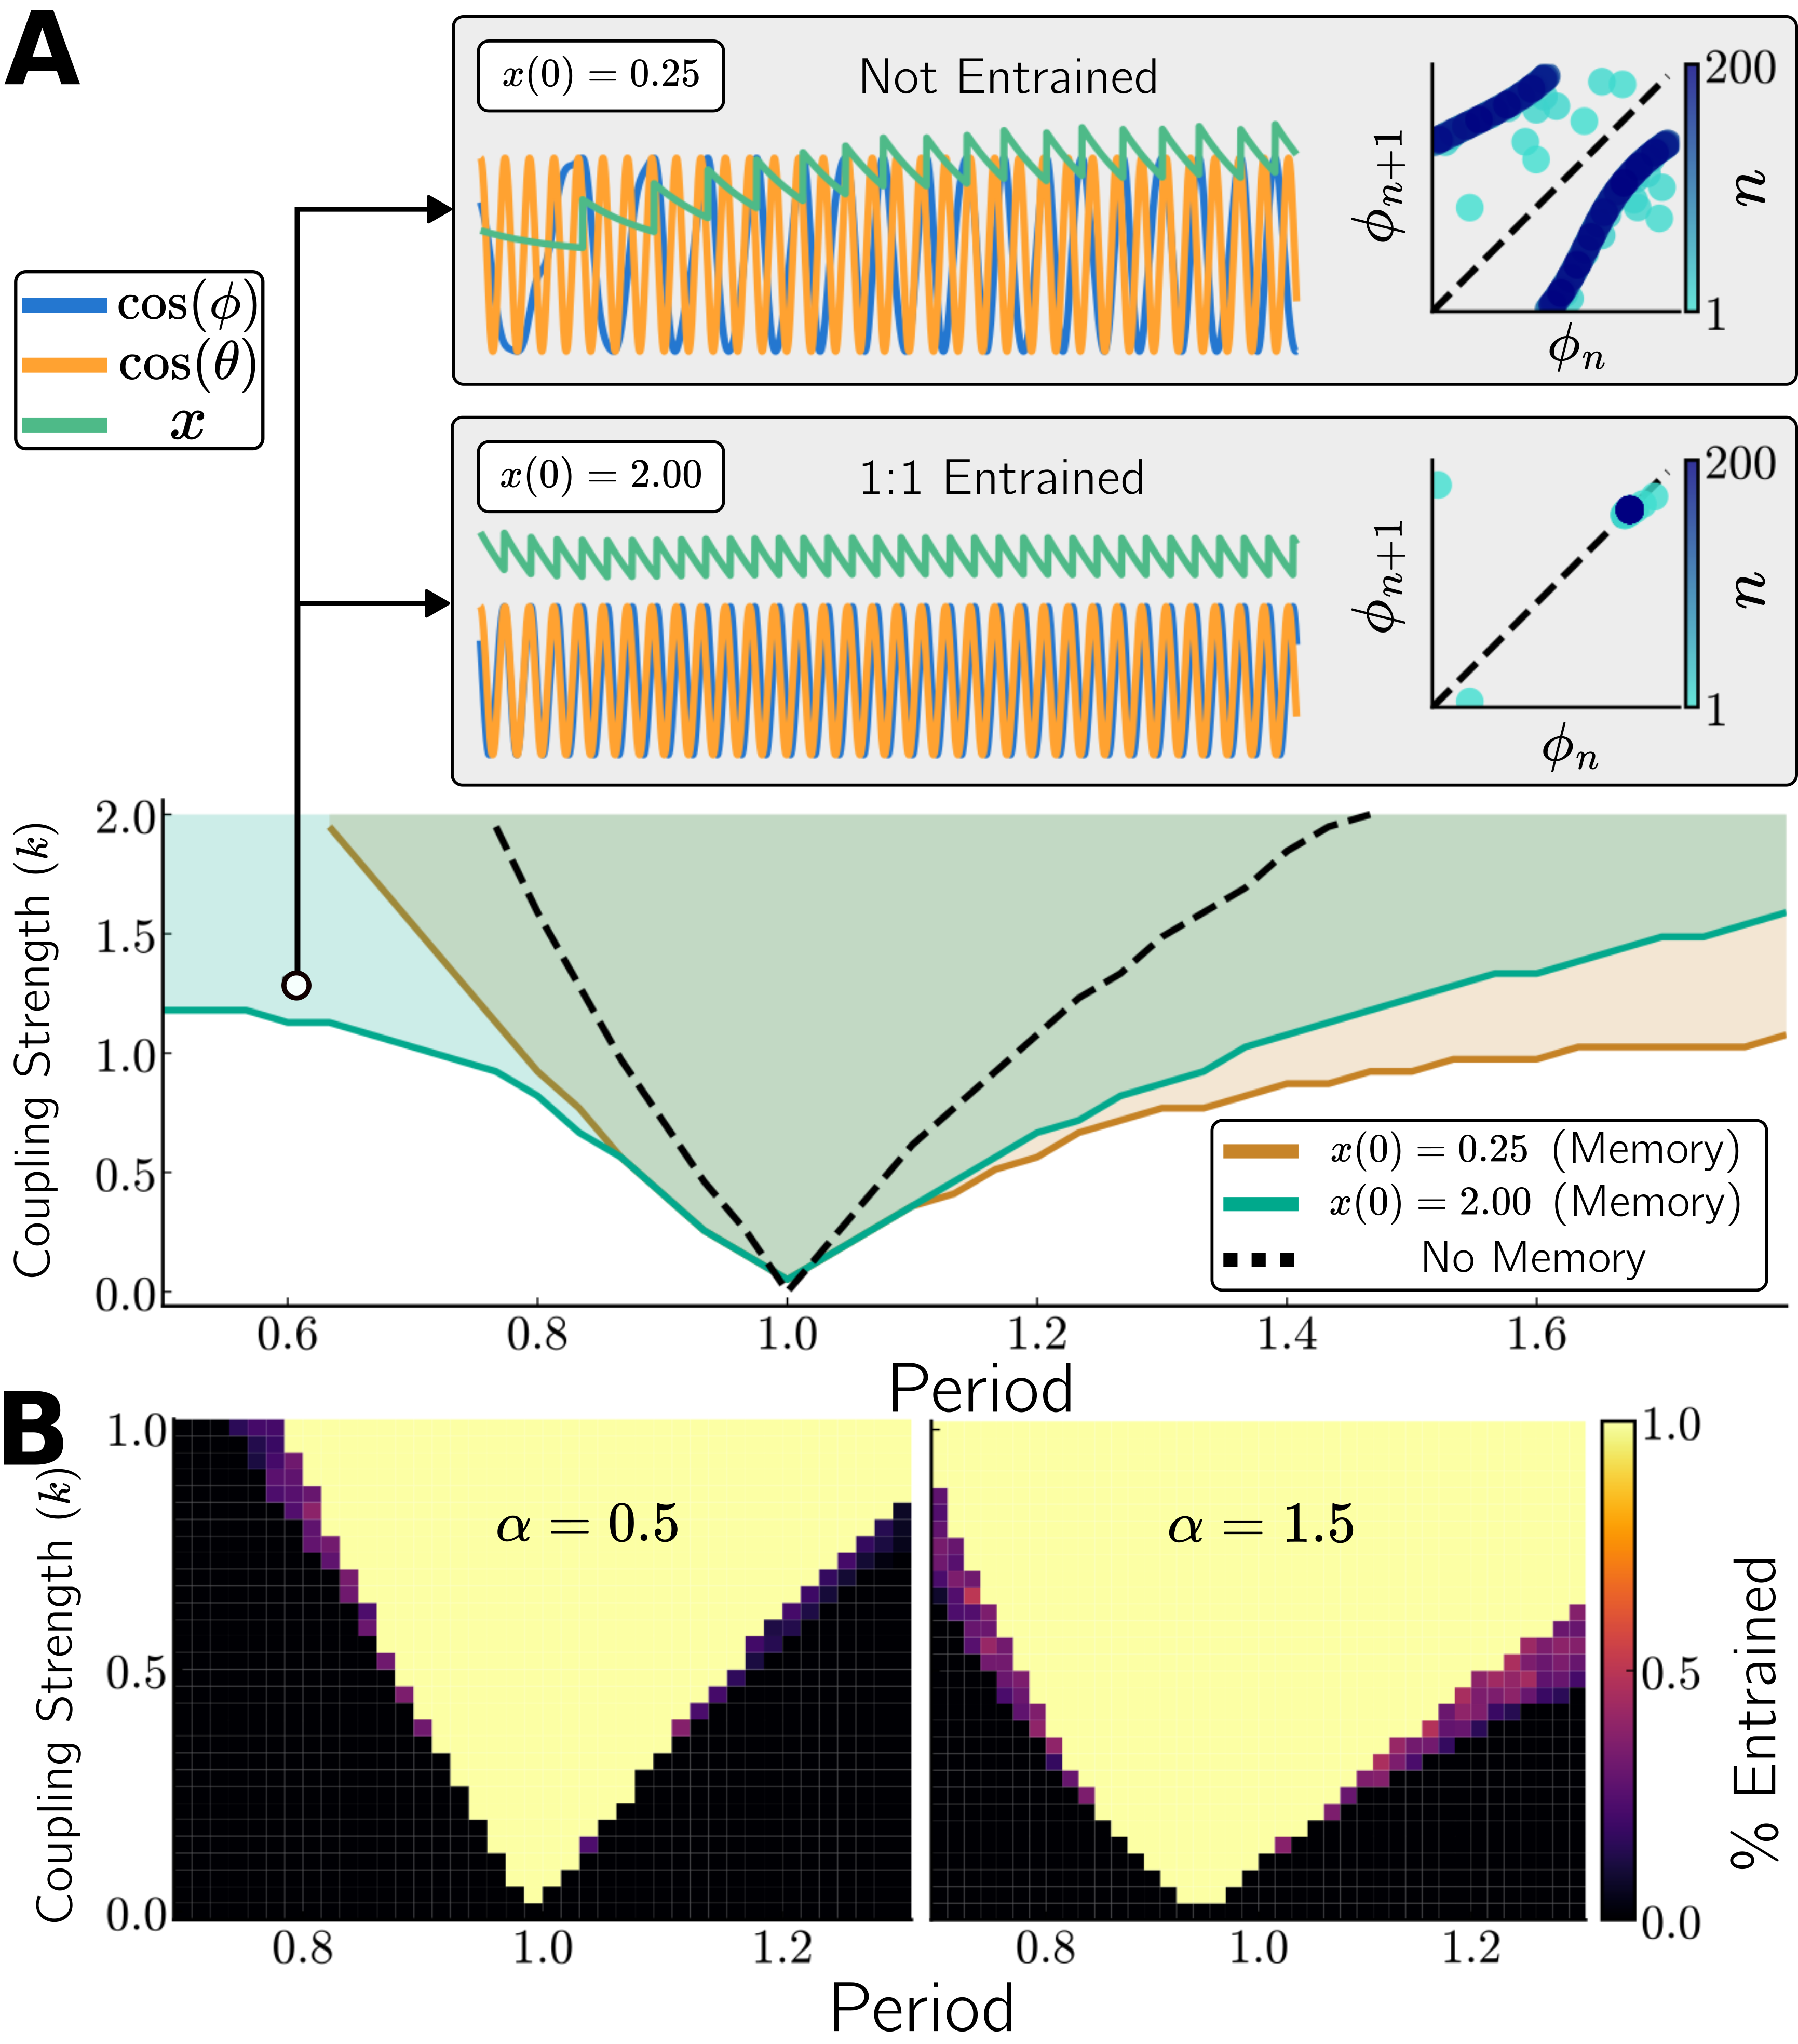 A
x(0) = 0.25
Not Entrained
ϕn+1
ϕn
200
1
n
cos(ϕ)
cos(θ)
x
x(0) = 2.00
1:1 Entrained
ϕn+1
ϕn
200
1
n
Coupling Strength (k)
2.0
1.5
1.0
0.5
0.0
0.6 0.8 1.0 1.2 1.4 1.6
Period
x(0) = 0.25 (Memory)
x(0) = 2.00 (Memory)
No Memory
B
Coupling Strength (k)
1.0
0.5
0.0
α = 0.5
0.8 1.0 1.2
α = 1.5
0.8 1.0 1.2
Period
1.0
0.5
0.0
% Entrained